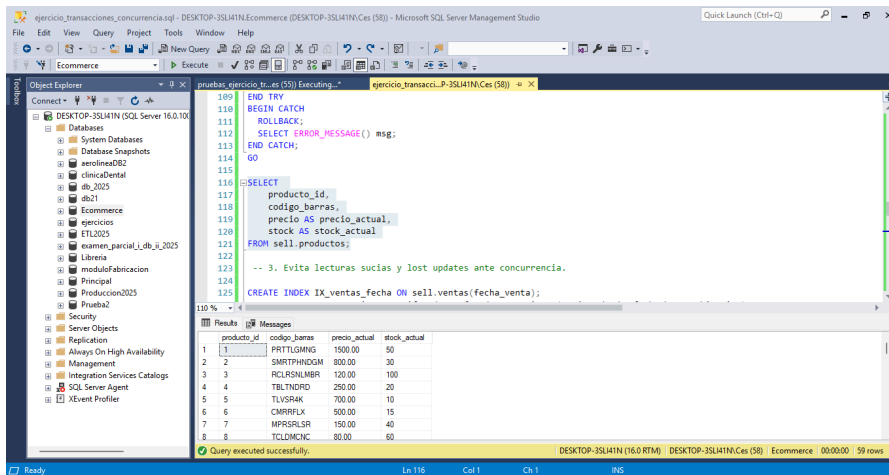 ejercicio_transacciones_concurrencia.sql - DESKTOP-3SLI41N.Ecommerce (DESKTOP-3SLI41N\Ces (58)) - Microsoft SQL Server Management Studio
Quick Launch (Ctrl+Q)
File Edit View Query Project Tools Window Help
New Query
Ecommerce
Execute
Toolbox
Object Explorer
Connect
DESKTOP-3SLI41N (SQL Server 16.0.100
Databases
System Databases
Database Snapshots
aerolineaDB2
clinicaDental
db_2025
db21
Ecommerce
ejercicios
ETL2025
examen_parcial_i_db_ii_2025
Libreria
moduloFabricacion
Principal
Produccion2025
Prueba2
Security
Server Objects
Replication
Always On High Availability
Management
Integration Services Catalogs
SQL Server Agent
XEvent Profiler
pruebas_ejercicio_tr...es (55)) Executing...* ejercicio_transacci...P-3SLI41N\Ces (58))
109 END TRY
110 BEGIN CATCH
111 ROLLBACK;
112 SELECT ERROR_MESSAGE() msg;
113 END CATCH;
114 GO
115
116 SELECT
117 producto_id,
118 codigo_barras,
119 precio AS precio_actual,
120 stock AS stock_actual
121 FROM sell.productos;
122
123 -- 3. Evita lecturas sucias y lost updates ante concurrencia.
124
125 CREATE INDEX IX_ventas_fecha ON sell.ventas(fecha_venta);
110 %
Results Messages
producto_id codigo_barras precio_actual stock_actual
1 1 PRTTLGMNG 1500.00 50
2 2 SMRTPHNDGM 800.00 30
3 3 RCLRSNLMBR 120.00 100
4 4 TBLTNDRD 250.00 20
5 5 TLVSR4K 700.00 10
6 6 CMRRFLX 500.00 15
7 7 MPRSRLSR 150.00 40
8 8 TCLDMCNC 80.00 60
Query executed successfully. DESKTOP-3SLI41N (16.0 RTM) DESKTOP-3SLI41N\Ces (58) Ecommerce 00:00:00 59 rows
Ready Ln 116 Col 1 Ch 1 INS